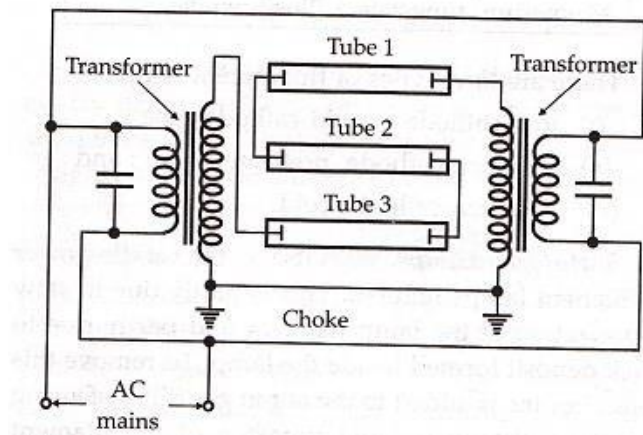 Tube 1
Transformer
Transformer
Tube 2
Tube 3
Choke
AC
mains